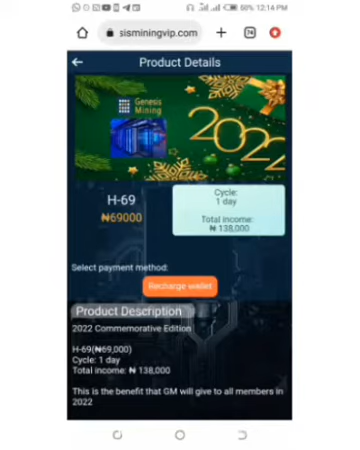 66% 12:14 PM
sismingvip.com
Product Details
Genesis
Mining
2022
H-69
₦69000
Cycle:
1 day
Total income:
₦ 138,000
Select payment method:
Recharge wallet
Product Description
2022 Commemorative Edition
H-69(₦69,000)
Cycle: 1 day
Total income: ₦ 138,000
This is the benefit that GM will give to all members in
2022